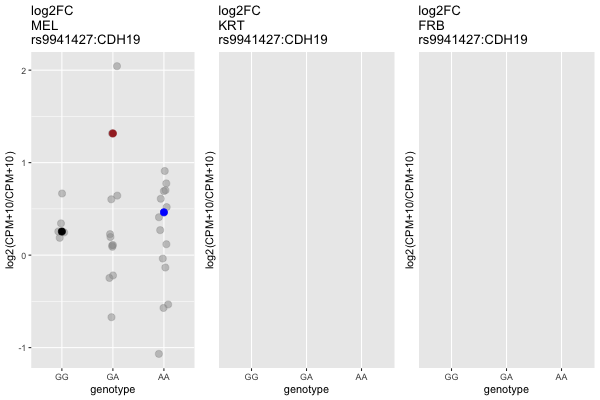 log2FC
MEL
rs9941427:CDH19
log2FC
KRT
rs9941427:CDH19
log2FC
FRB
rs9941427:CDH19
log2(CPM+10/CPM+10)
2
1
0
-1
GG
GA
AA
genotype
log2(CPM+10/CPM+10)
GG
GA
AA
genotype
log2(CPM+10/CPM+10)
GG
GA
AA
genotype